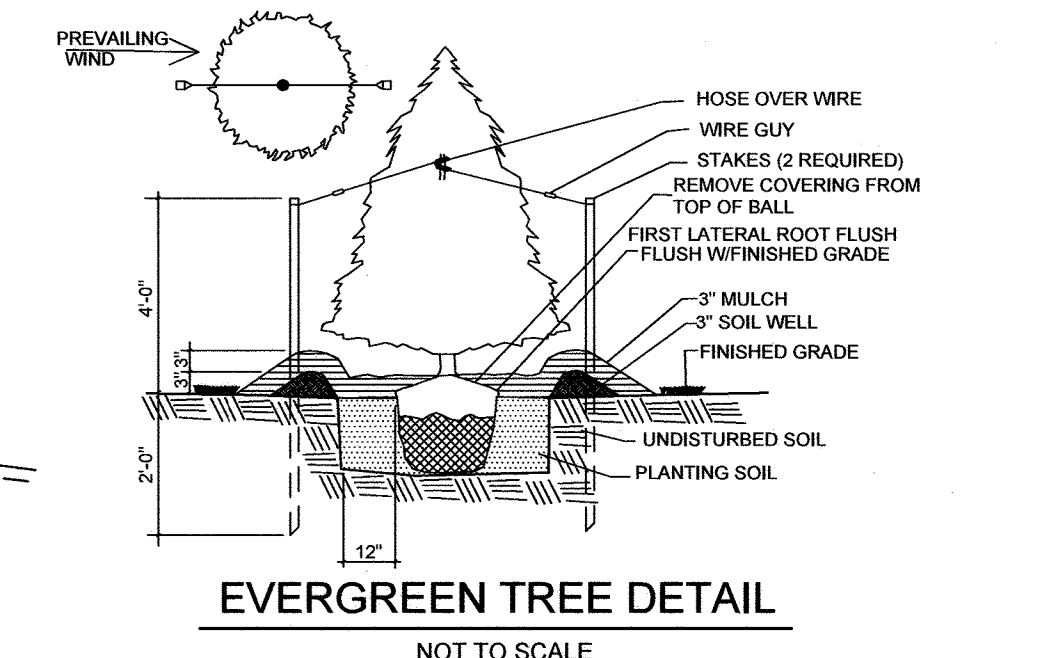 PREVAILING
WIND
HOSE OVER WIRE
WIRE GUY
STAKES (2 REQUIRED)
REMOVE COVERING FROM
TOP OF BALL
FIRST LATERAL ROOT FLUSH
FLUSH W/FINISHED GRADE
4'-0"
3" MULCH
3" SOIL WELL
3"
3"
FINISHED GRADE
UNDISTURBED SOIL
2'-0"
PLANTING SOIL
12"
EVERGREEN TREE DETAIL
NOT TO SCALE